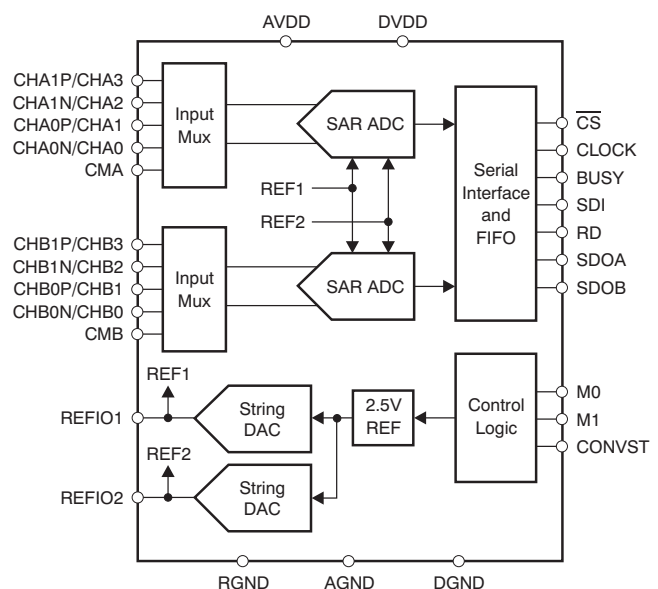 AVDD
DVDD
CHA1P/CHA3
CHA1N/CHA2
CHA0P/CHA1
CHA0N/CHA0
CMA
Input
Mux
SAR ADC
REF1
REF2
CHB1P/CHB3
CHB1N/CHB2
CHB0P/CHB1
CHB0N/CHB0
CMB
Input
Mux
SAR ADC
Serial
Interface
and
FIFO
CS
CLOCK
BUSY
SDI
RD
SDOA
SDOB
REF1
REFIO1
String
DAC
2.5V
REF
Control
Logic
M0
M1
CONVST
REF2
REFIO2
String
DAC
RGND
AGND
DGND